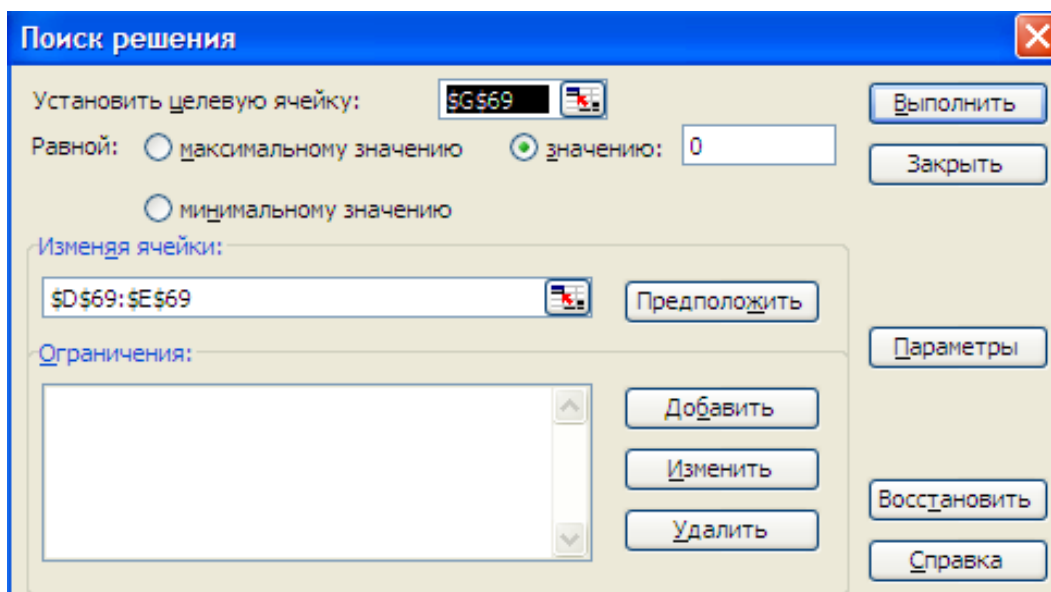 Поиск решения
Установить целевую ячейку: $G$69
Выполнить
Равной: максимальному значению значению: 0
Закрыть
минимальному значению
Изменяя ячейки:
$D$69:$E$69
Предположить
Ограничения:
Параметры
Добавить
Изменить
Восстановить
Удалить
Справка